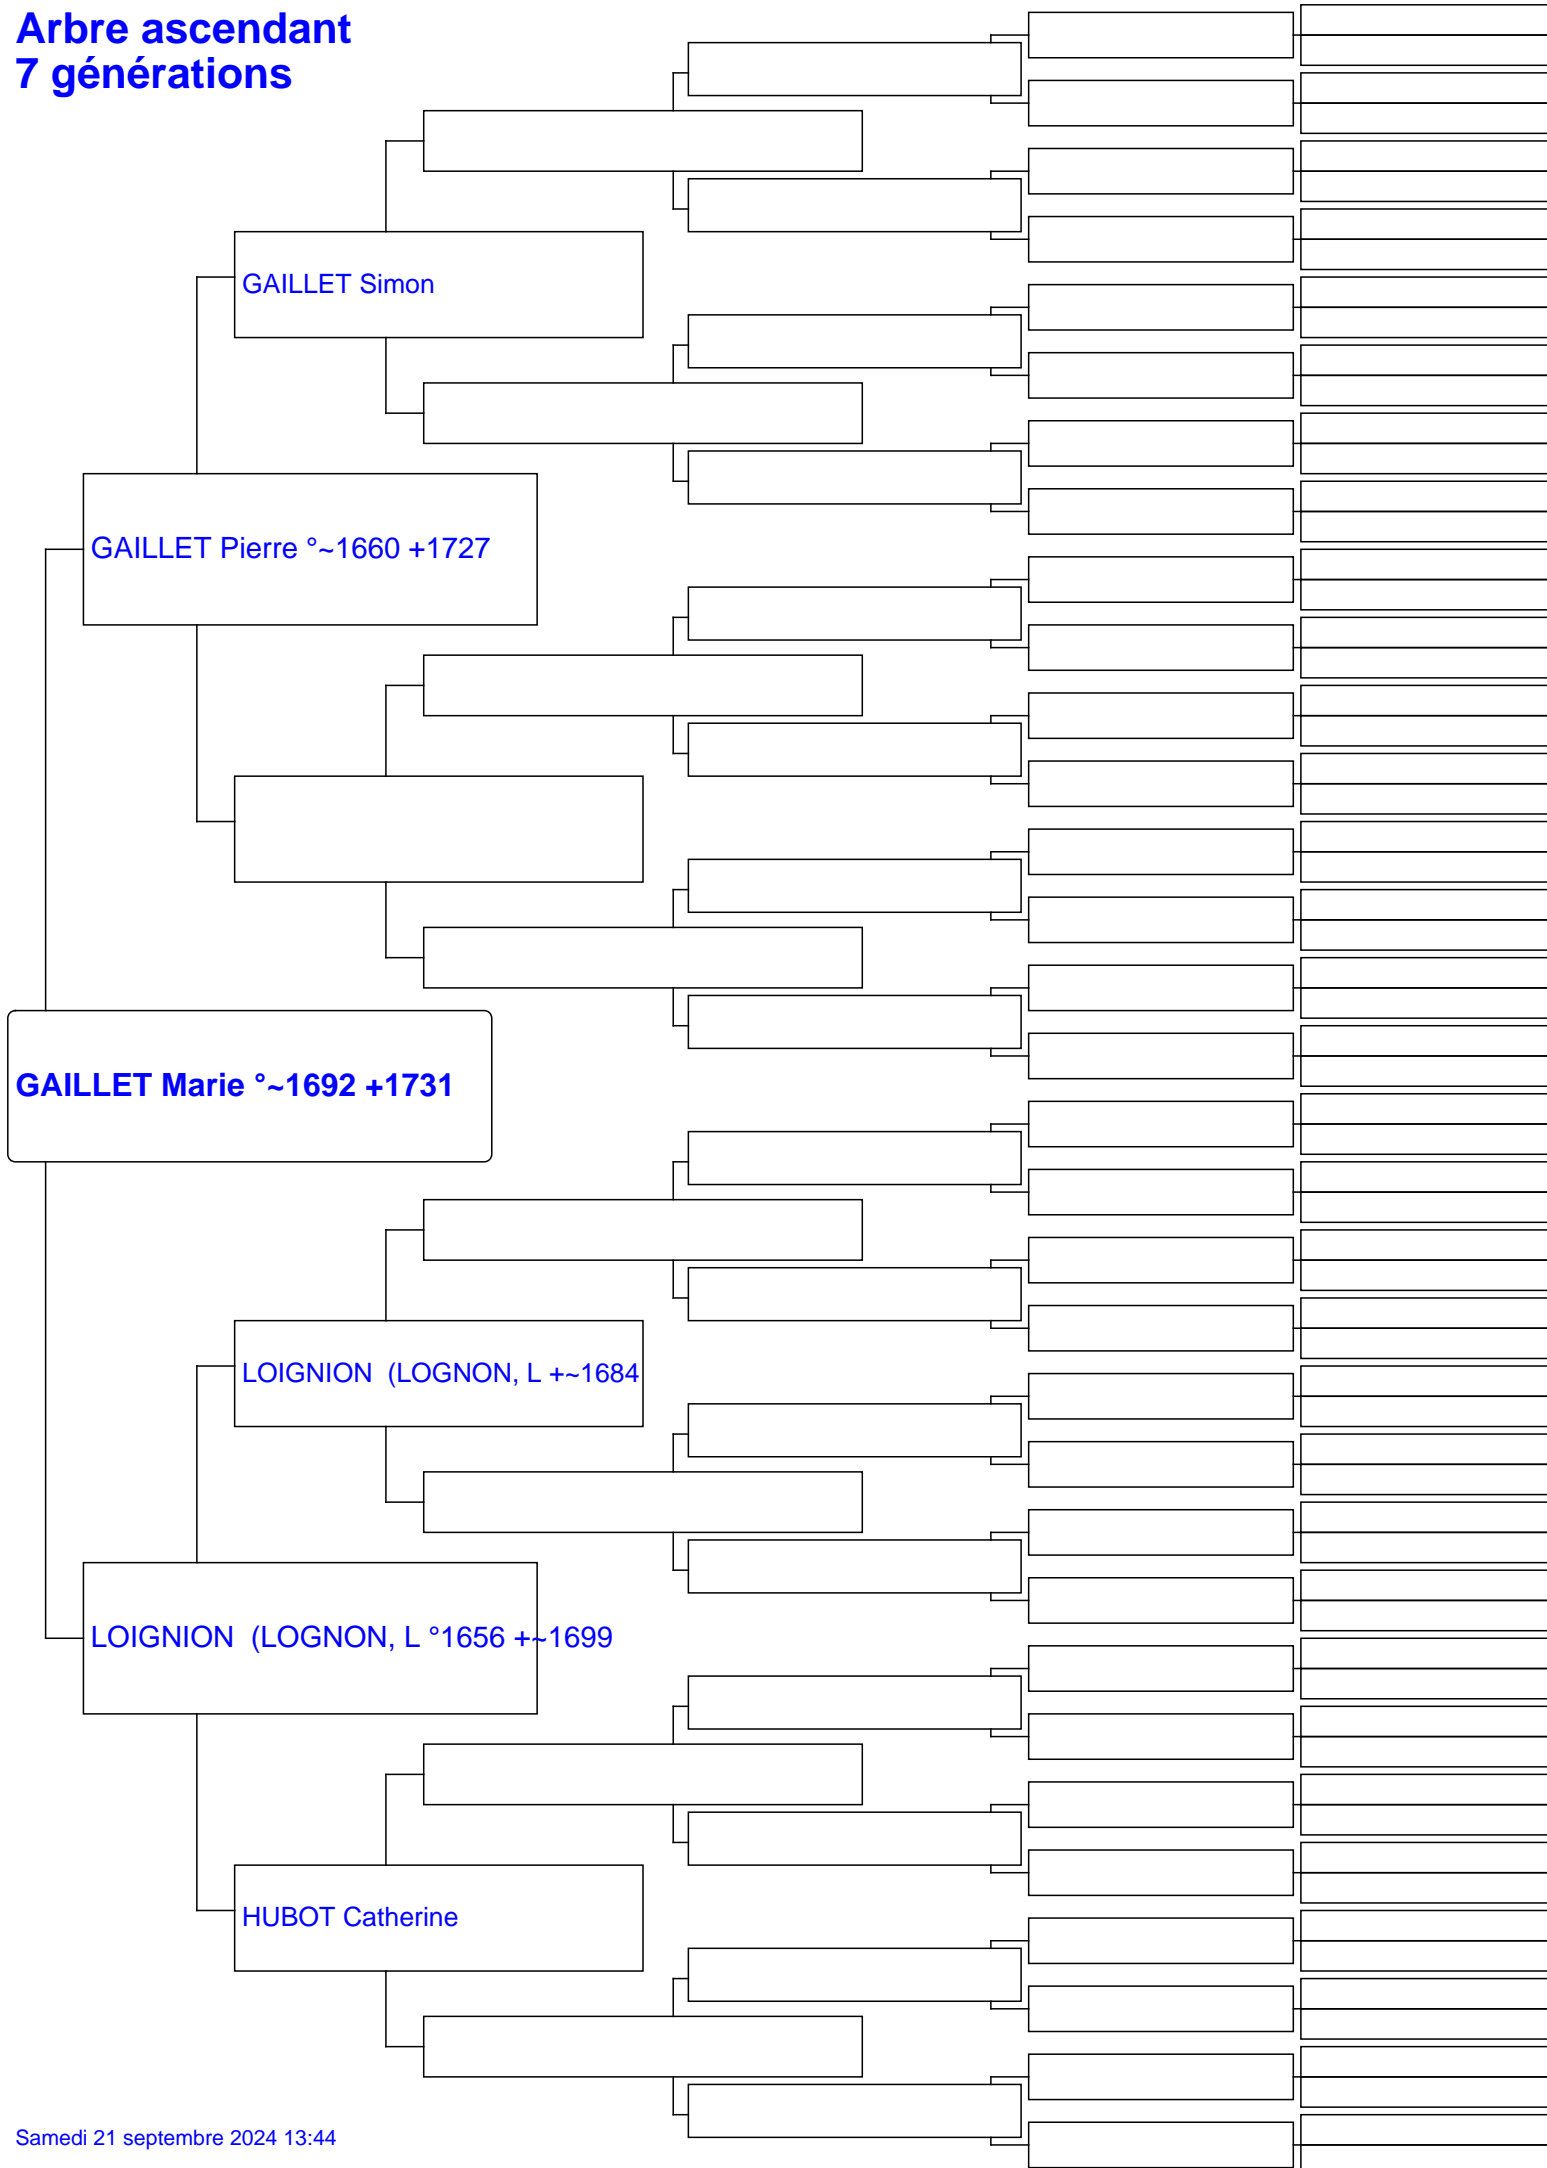 Arbre ascendant
7 générations
GAILLET Simon
GAILLET Pierre °~1660 +1727
GAILLET Marie °~1692 +1731
LOIGNION  (LOGNON, L +~1684
LOIGNION  (LOGNON, L °1656 +~1699
HUBOT Catherine
Samedi 21 septembre 2024 13:44